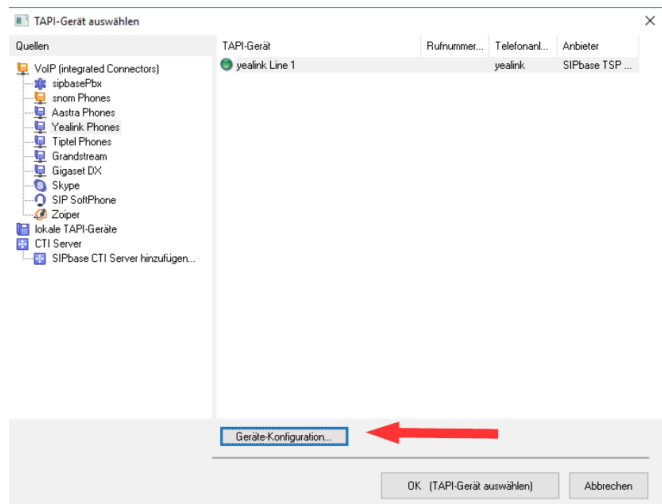 TAPI-Gerät auswählen
Quellen
TAPI-Gerät Rufnummer... Telefonanl... Anbieter
VoIP (integrated Connectors)
sipbasePbx
snom Phones
Aastra Phones
Yealink Phones
Tiptel Phones
Grandstream
Gigaset DX
Skype
SIP SoftPhone
Zoiper
lokale TAPI-Geräte
CTI Server
SIPbase CTI Server hinzufügen...
yealink Line 1 yealink SIPbase TSP ...
Geräte-Konfiguration...
OK (TAPI-Gerät auswählen) Abbrechen